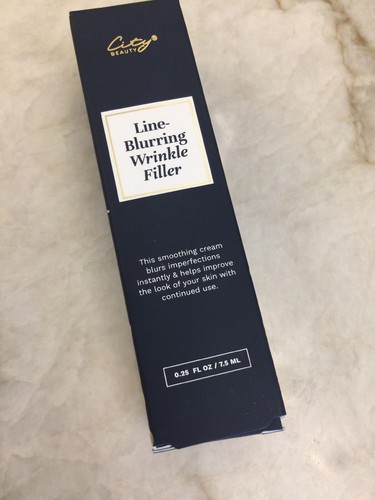 City
BEAUTY
Line-
Blurring
Wrinkle
Filler
This smoothing cream
blurs imperfections
instantly & helps improve
the look of your skin with
continued use.
0.25 FL OZ / 7.5 ML